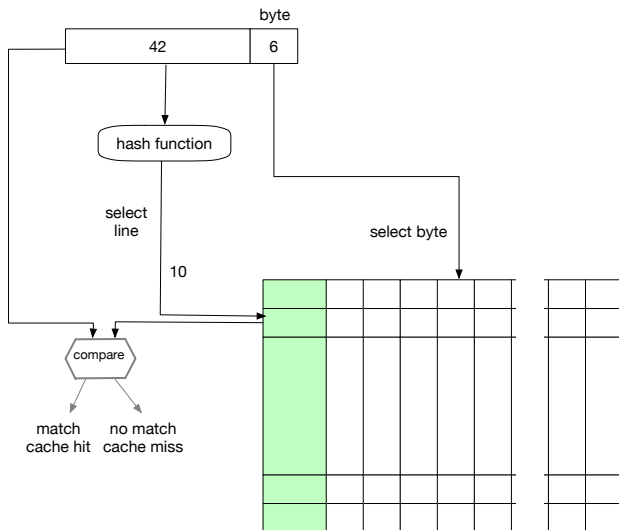 byte
42
6
hash function
select
line
select byte
10
compare
match
cache hit
no match
cache miss